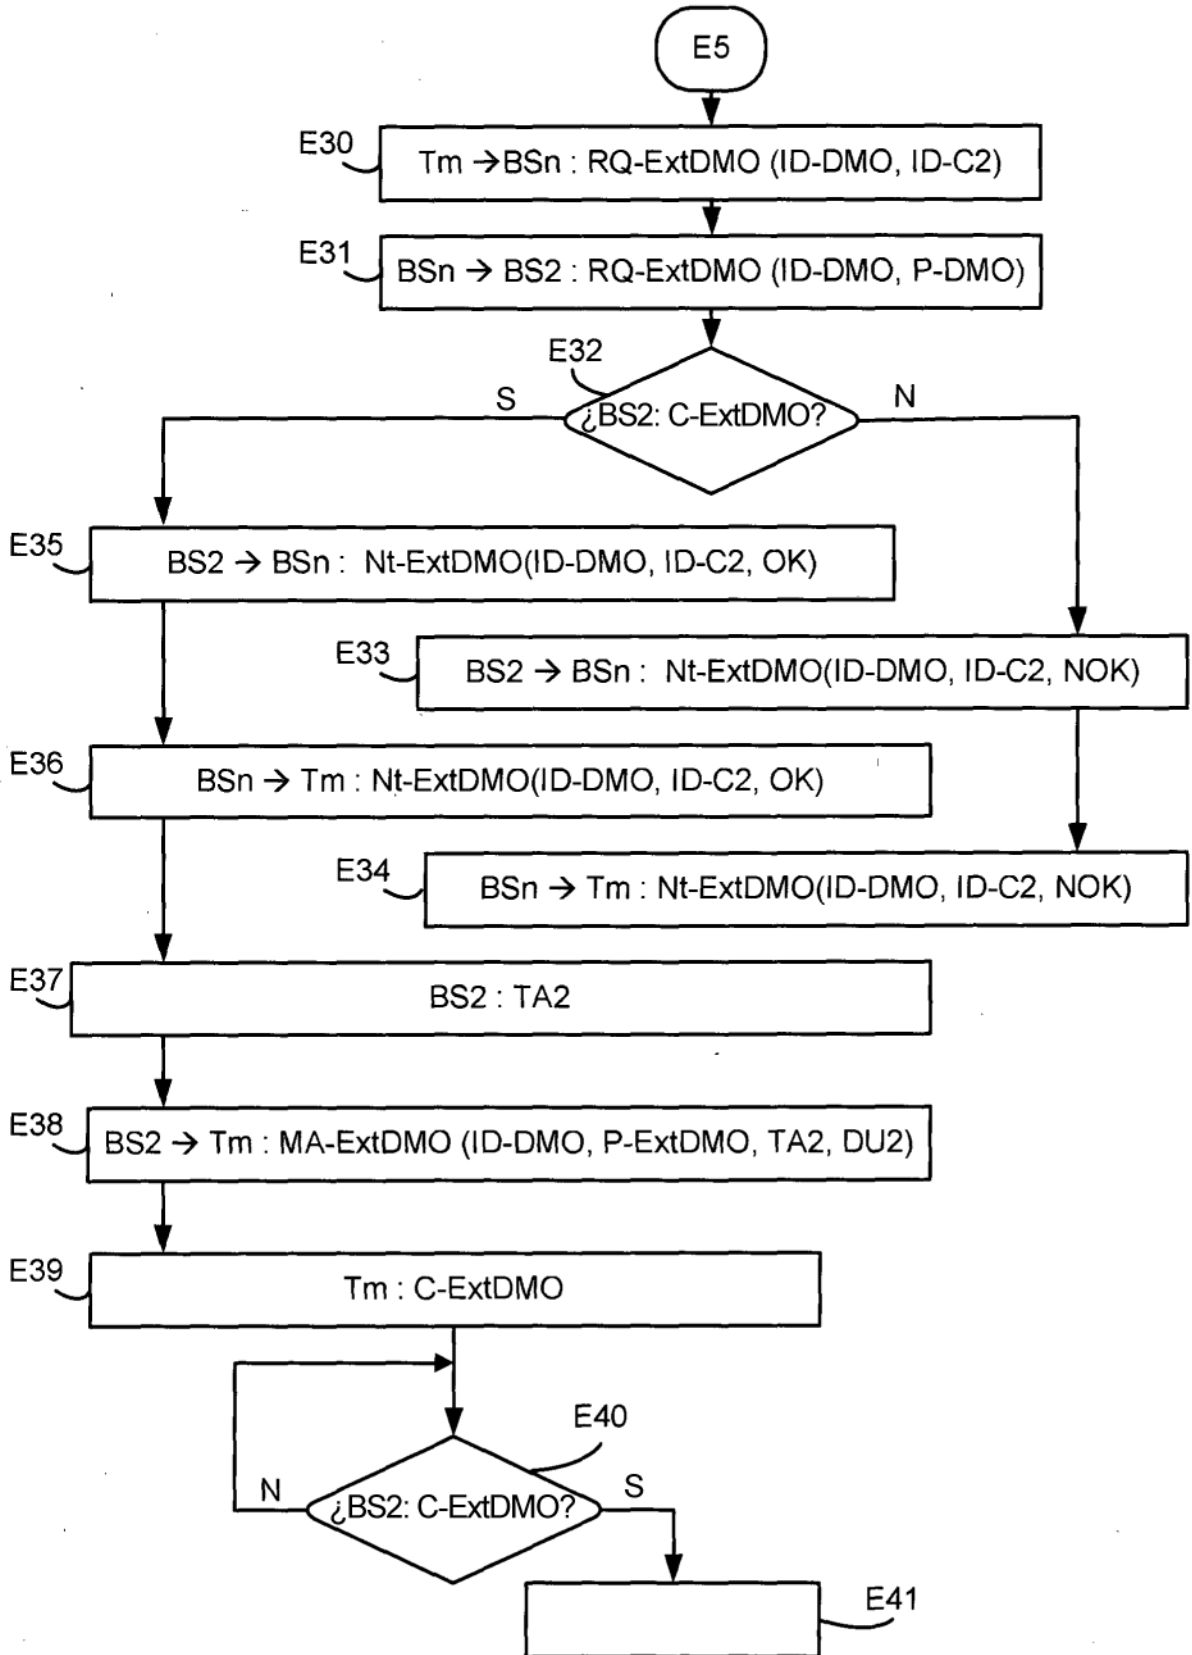 E5
E30
Tm → BSn : RQ-ExtDMO (ID-DMO, ID-C2)
E31
BSn → BS2 : RQ-ExtDMO (ID-DMO, P-DMO)
E32
S
¿BS2: C-ExtDMO?
N
E35
BS2 → BSn : Nt-ExtDMO(ID-DMO, ID-C2, OK)
E33
BS2 → BSn : Nt-ExtDMO(ID-DMO, ID-C2, NOK)
E36
BSn → Tm : Nt-ExtDMO(ID-DMO, ID-C2, OK)
E34
BSn → Tm : Nt-ExtDMO(ID-DMO, ID-C2, NOK)
E37
BS2 : TA2
E38
BS2 → Tm : MA-ExtDMO (ID-DMO, P-ExtDMO, TA2, DU2)
E39
Tm : C-ExtDMO
E40
N
¿BS2: C-ExtDMO?
S
E41